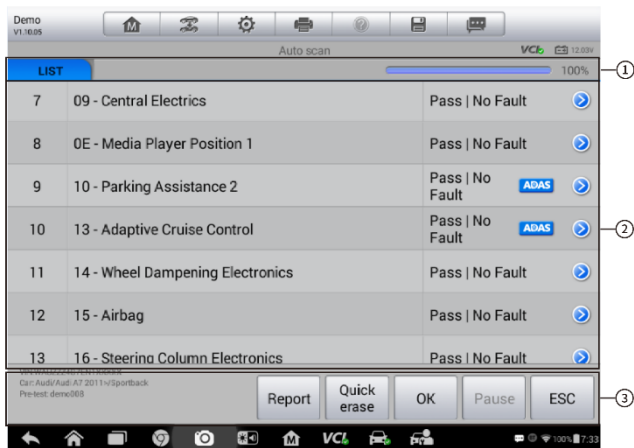 Demo
V1.10.05
Auto scan
VCI 12.03V
LIST
100%
①
7 09 - Central Electrics Pass | No Fault
8 0E - Media Player Position 1 Pass | No Fault
9 10 - Parking Assistance 2 Pass | No Fault ADAS
10 13 - Adaptive Cruise Control Pass | No Fault ADAS
②
11 14 - Wheel Dampening Electronics Pass | No Fault
12 15 - Airbag Pass | No Fault
13 16 - Steering Column Electronics Pass | No Fault
Car: Audi/Audi A7 2011>/Sportback
Pre-test: demo008
Report
Quick erase
OK
Pause
ESC
③
VCI
100% 7:33